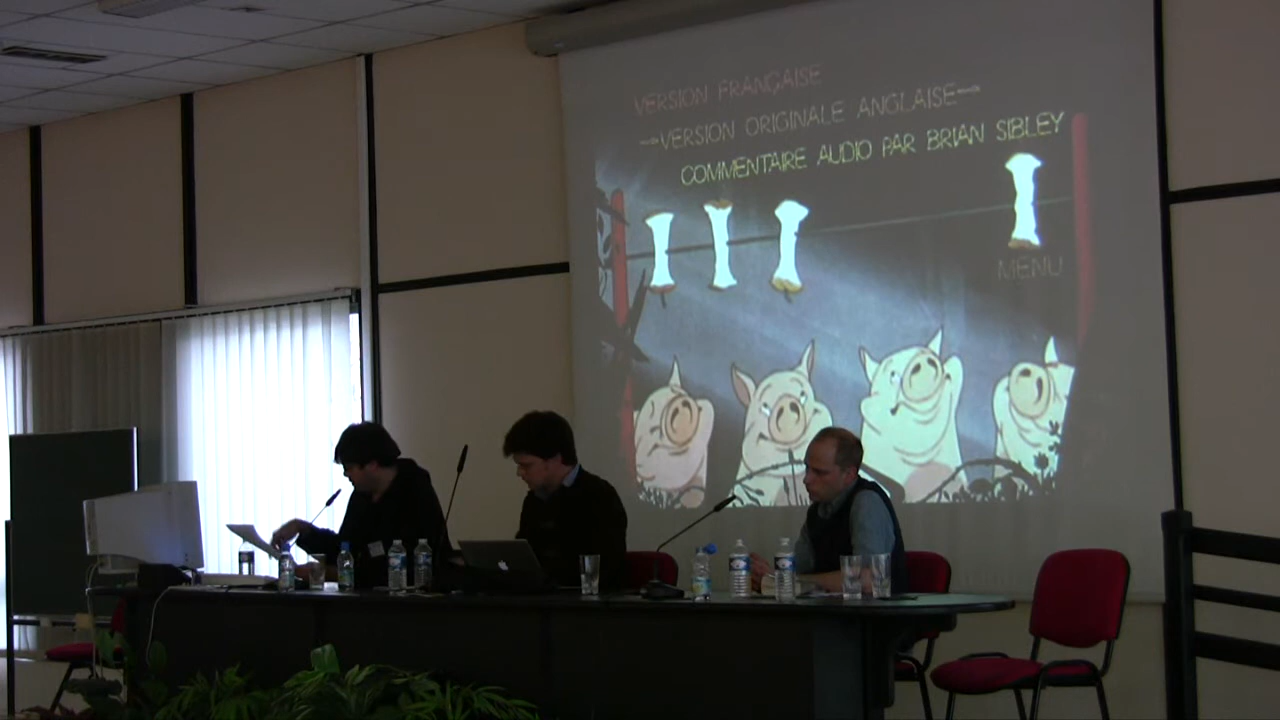 VERSION FRANÇAISE
VERSION ORIGINALE ANGLAISE
COMMENTAIRE AUDIO PAR BRIAN SIBLEY
MENU